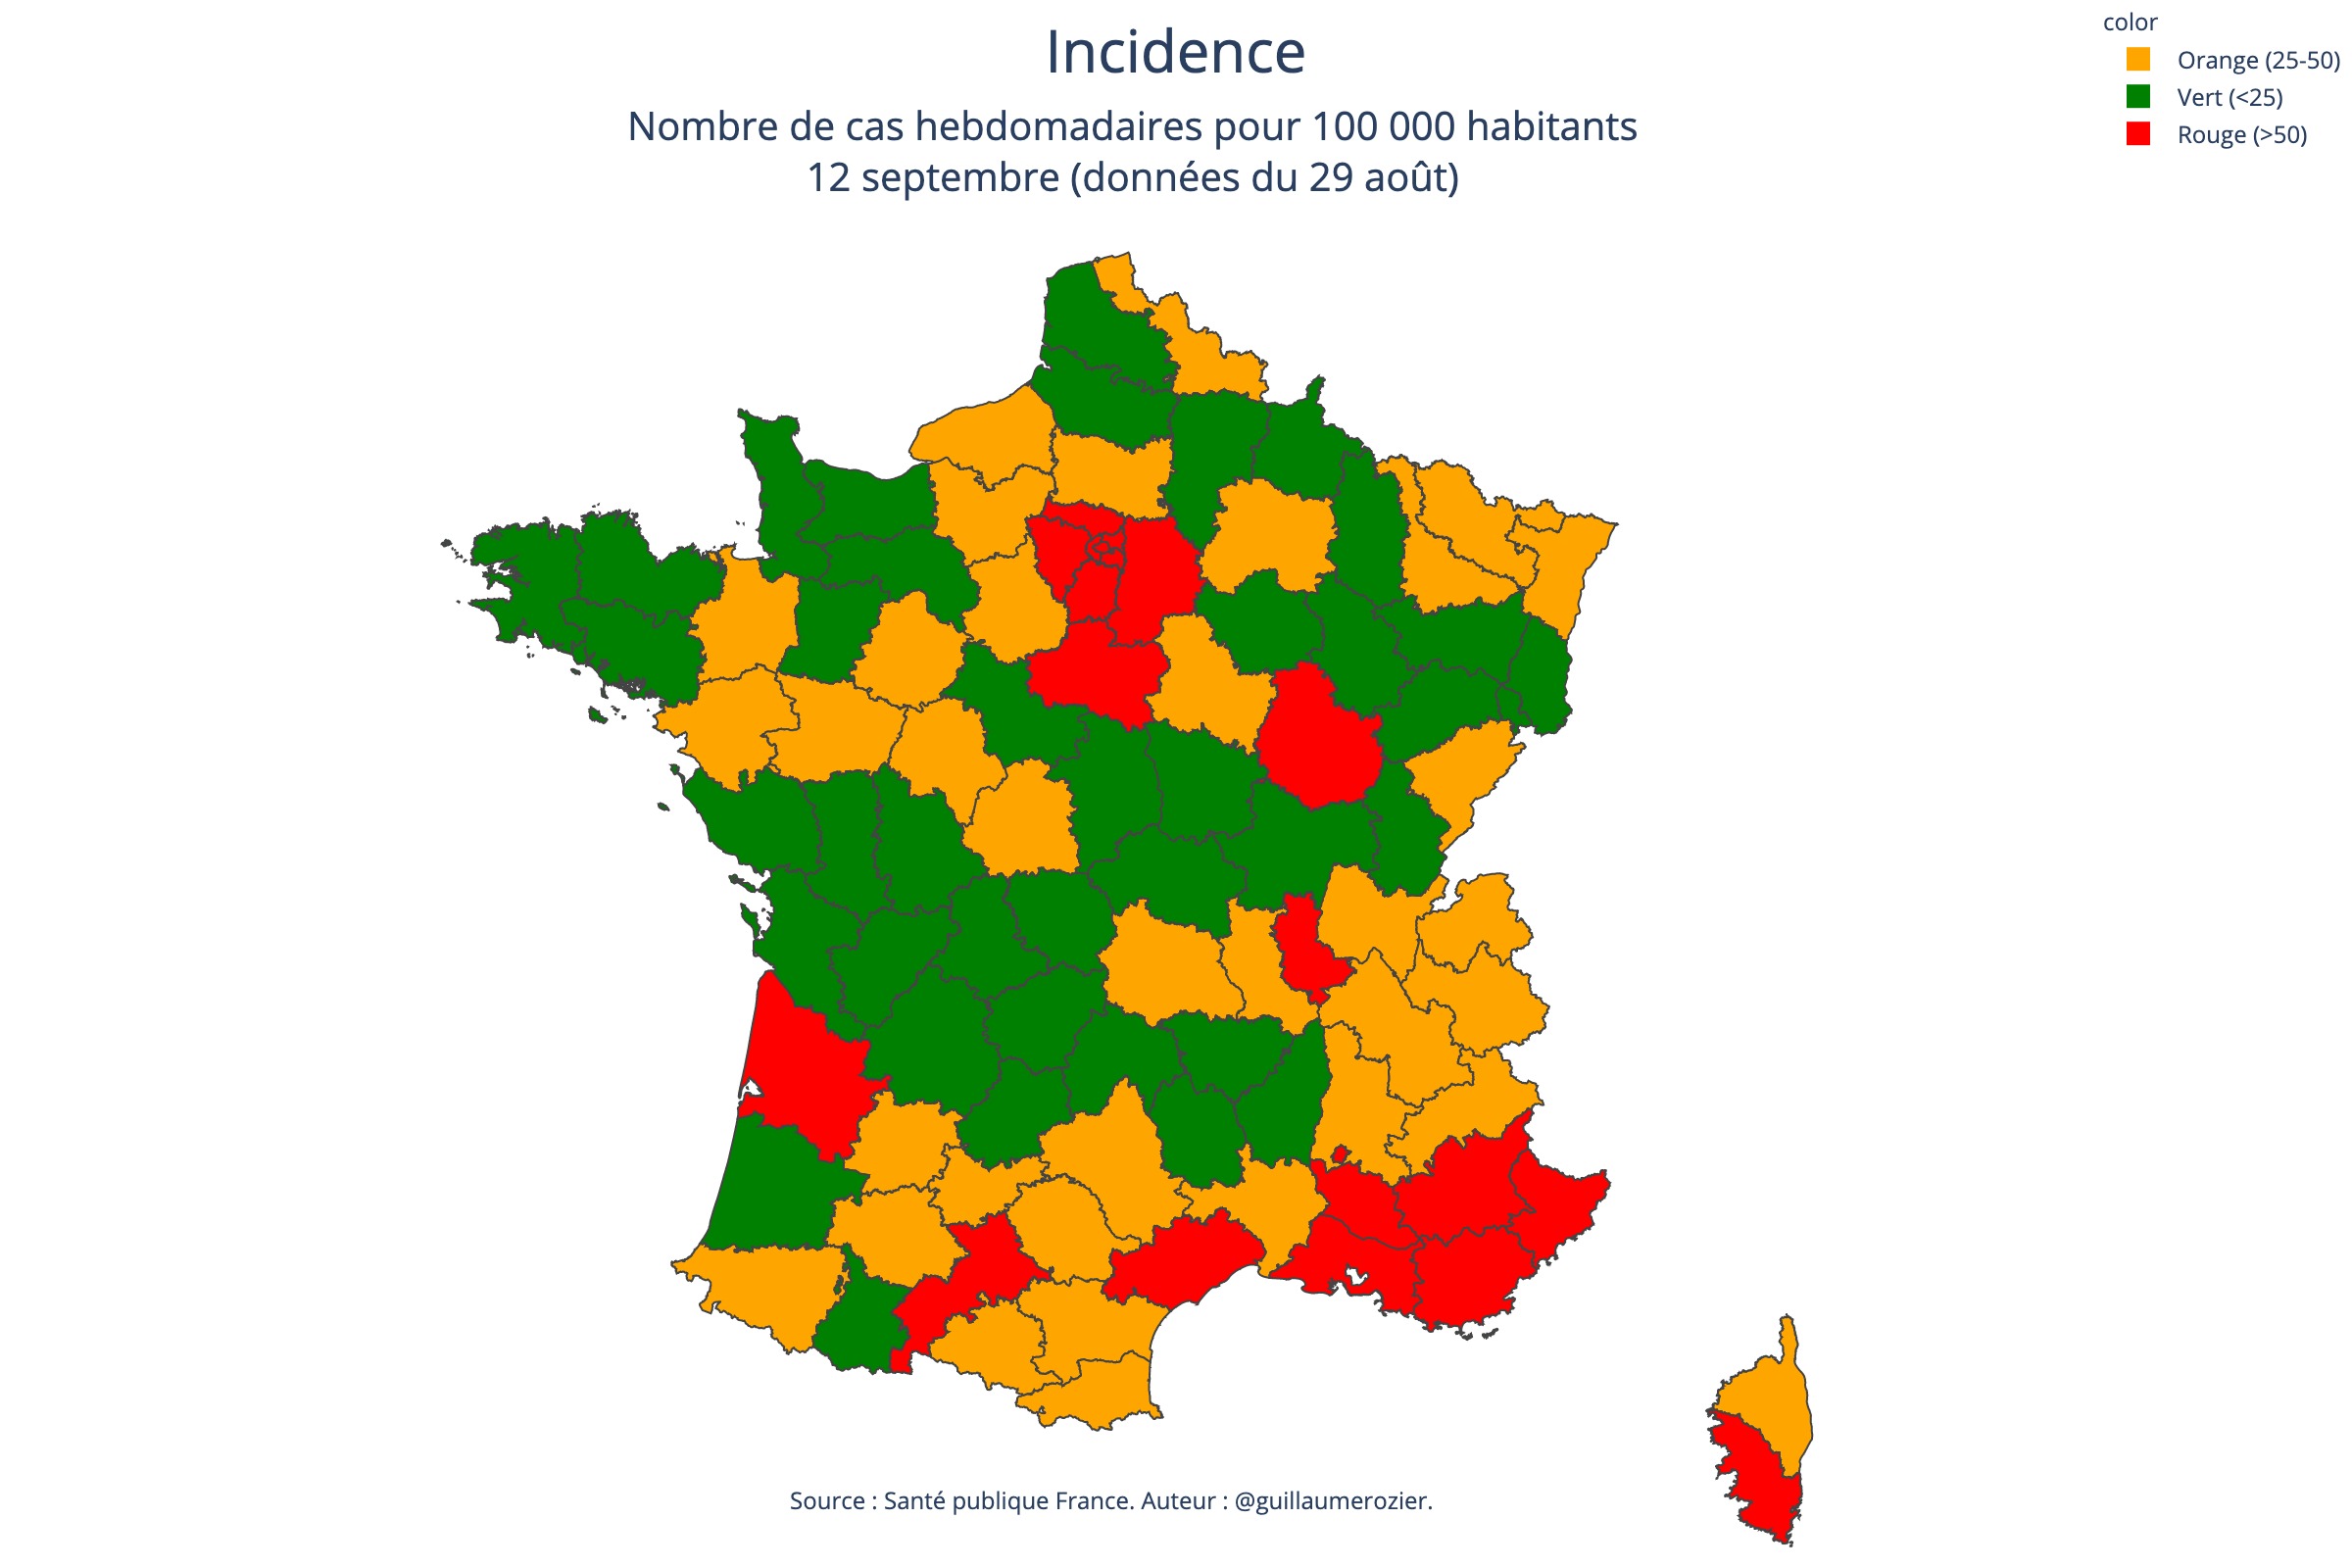 Incidence
Nombre de cas hebdomadaires pour 100 000 habitants
12 septembre (données du 29 août)
color
Orange (25-50)
Vert (<25)
Rouge (>50)
Source : Santé publique France. Auteur : @guillaumerozier.